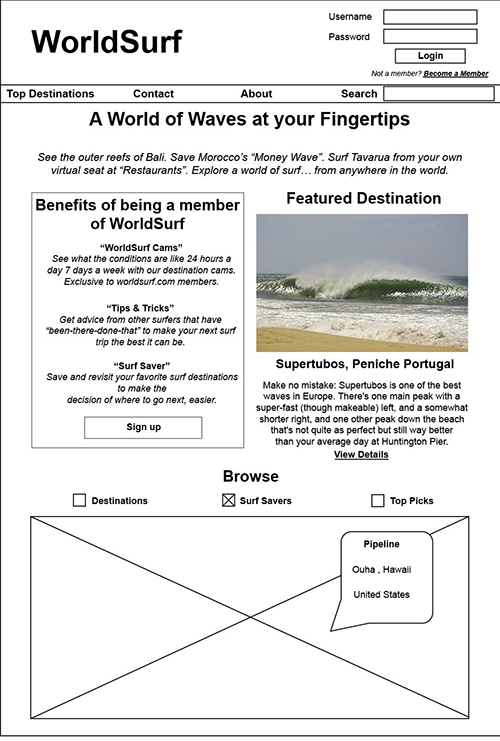 WorldSurf
Username
Password
Login
Not a member? Become a Member
Top Destinations Contact About Search
A World of Waves at your Fingertips
See the outer reefs of Bali. Save Morocco's “Money Wave”. Surf Tavarua from your own
virtual seat at “Restaurants”. Explore a world of surf… from anywhere in the world.
Benefits of being a member
of WorldSurf
“WorldSurf Cams”
See what the conditions are like 24 hours a
day 7 days a week with our destination cams.
Exclusive to worldsurf.com members.
“Tips & Tricks”
Get advice from other surfers that have
“been-there-done-that” to make your next surf
trip the best it can be.
“Surf Saver”
Save and revisit your favorite surf destinations
to make the
decision of where to go next, easier.
Sign up
Featured Destination
Supertubos, Peniche Portugal
Make no mistake: Supertubos is one of the best
waves in Europe. There's one main peak with a
super-fast (though makeable) left, and a somewhat
shorter right, and one other peak down the beach
that's not quite as perfect but still way better
than your average day at Huntington Pier.
View Details
Browse
Destinations Surf Savers Top Picks
Pipeline
Ouha , Hawaii
United States